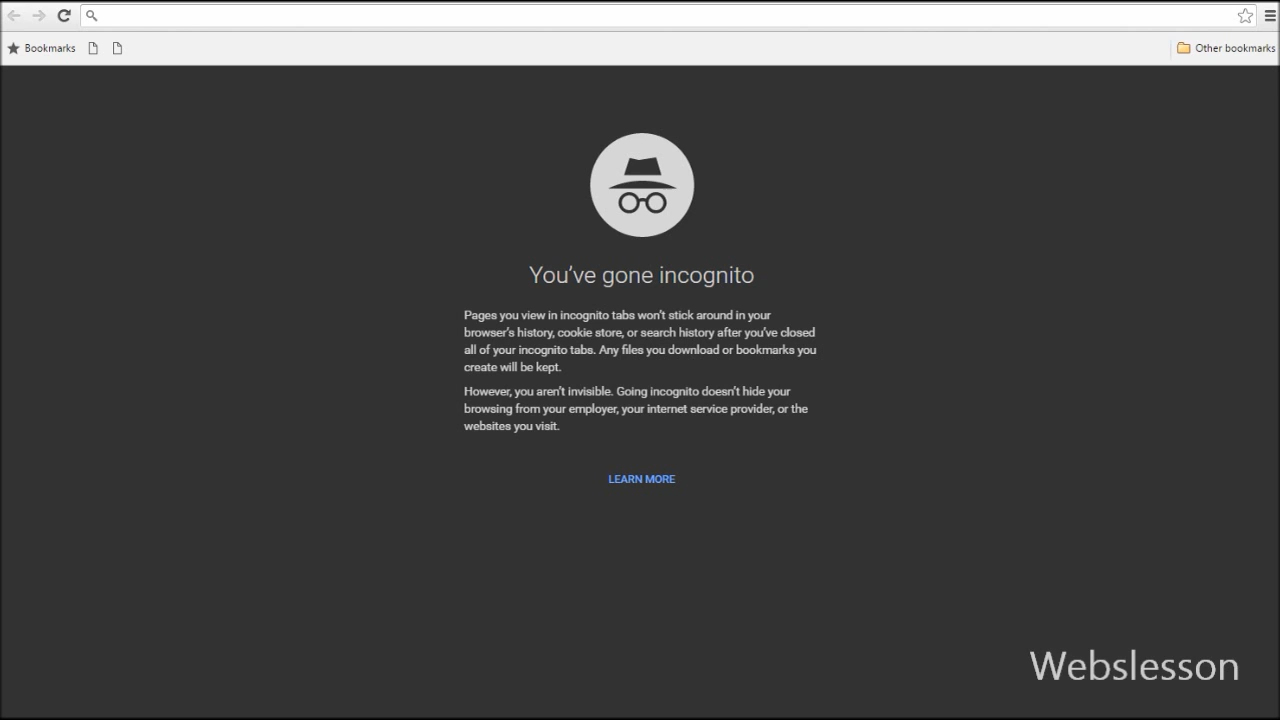 Bookmarks
Other bookmarks
You’ve gone incognito
Pages you view in incognito tabs won’t stick around in your
browser’s history, cookie store, or search history after you’ve closed
all of your incognito tabs. Any files you download or bookmarks you
create will be kept.
However, you aren’t invisible. Going incognito doesn’t hide your
browsing from your employer, your internet service provider, or the
websites you visit.
LEARN MORE
Webslesson